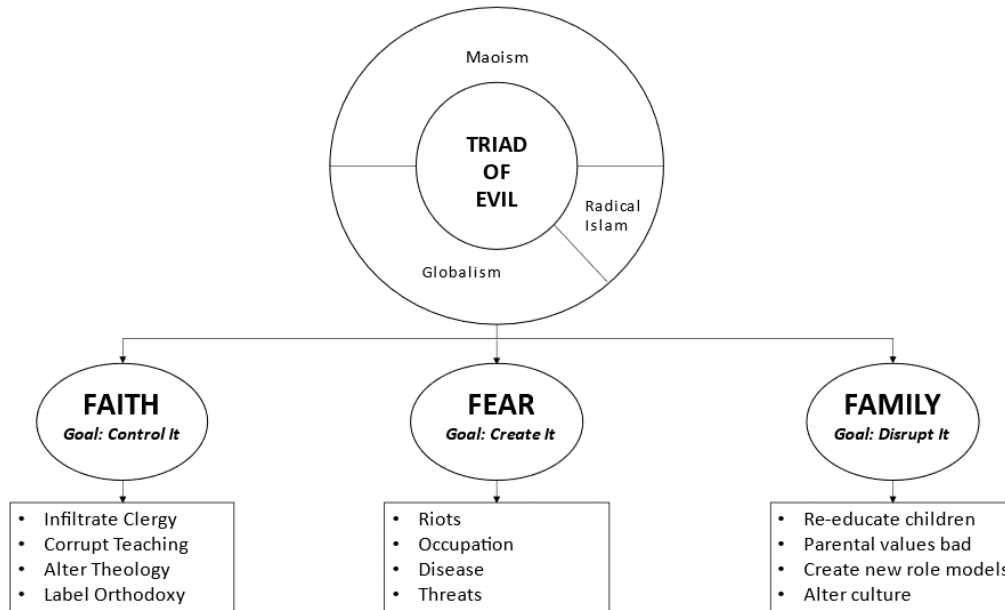 Maoism
TRIAD
OF
EVIL
Radical
Islam
Globalism
FAITH
Goal: Control It
FEAR
Goal: Create It
FAMILY
Goal: Disrupt It
• Infiltrate Clergy
• Corrupt Teaching
• Alter Theology
• Label Orthodoxy
• Riots
• Occupation
• Disease
• Threats
• Re-educate children
• Parental values bad
• Create new role models
• Alter culture